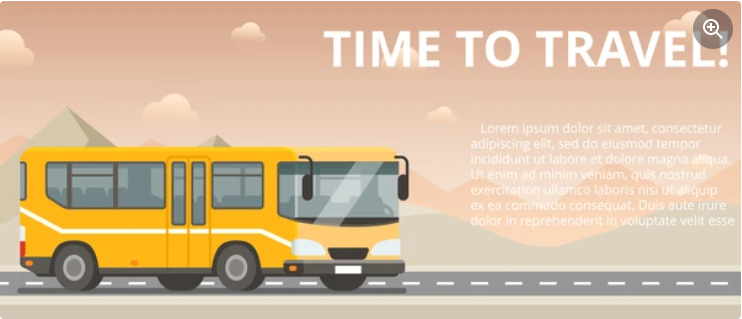 TIME TO TRAVEL!
Lorem ipsum dolor sit amet, consectetur
adipiscing elit, sed do eiusmod tempor
incididunt ut labore et dolore magna aliqua.
Ut enim ad minim veniam, quis nostrud
exercitation ullamco laboris nisi ut aliquip
ex ea commodo consequat. Duis aute irure
dolor in reprehenderit in voluptate velit esse